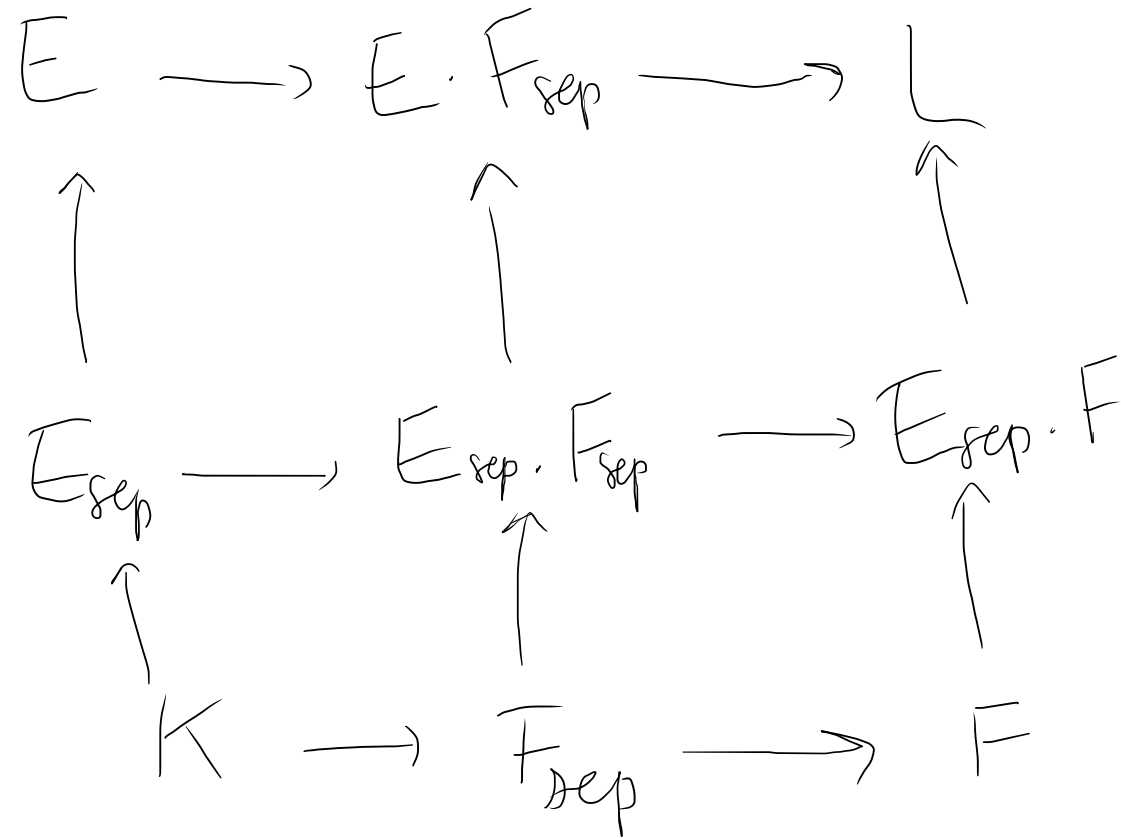 E → E · F_sep → L
E_sep → E_sep · F_sep → E_sep · F
K → F_sep → F